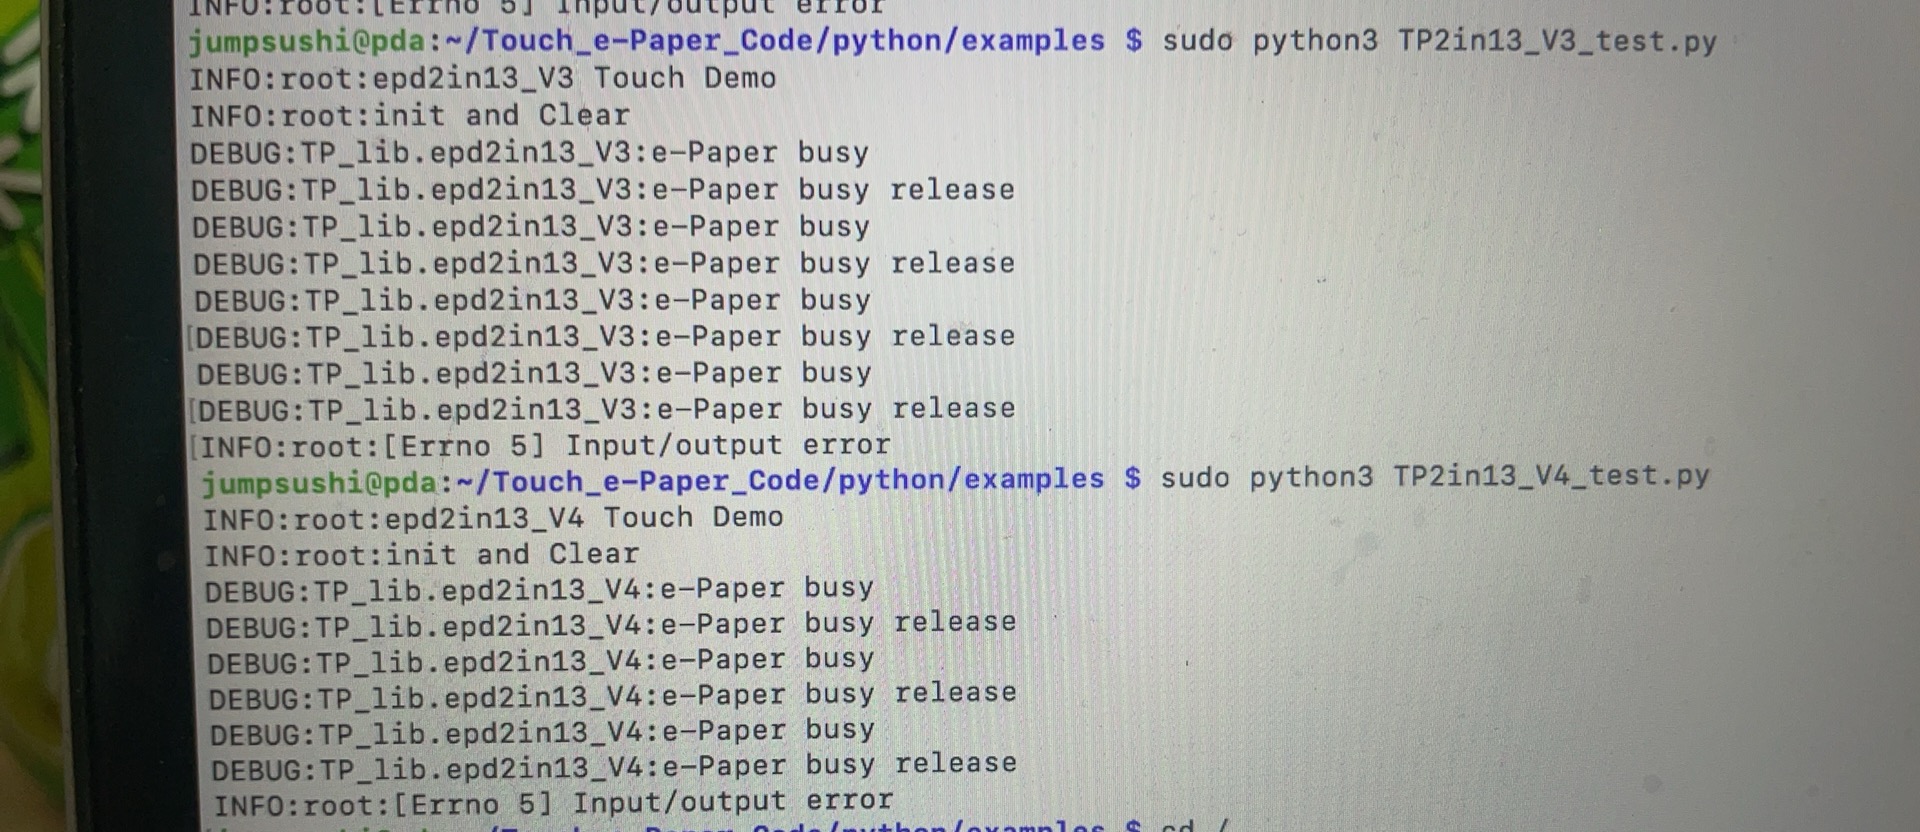 INFO:root:[Errno 5] Input/output error
jumpsushi@pda:~/Touch_e-Paper_Code/python/examples $ sudo python3 TP2in13_V3_test.py
INFO:root:epd2in13_V3 Touch Demo
INFO:root:init and Clear
DEBUG:TP_lib.epd2in13_V3:e-Paper busy
DEBUG:TP_lib.epd2in13_V3:e-Paper busy release
DEBUG:TP_lib.epd2in13_V3:e-Paper busy
DEBUG:TP_lib.epd2in13_V3:e-Paper busy release
DEBUG:TP_lib.epd2in13_V3:e-Paper busy
[DEBUG:TP_lib.epd2in13_V3:e-Paper busy release
DEBUG:TP_lib.epd2in13_V3:e-Paper busy
[DEBUG:TP_lib.epd2in13_V3:e-Paper busy release
[INFO:root:[Errno 5] Input/output error
jumpsushi@pda:~/Touch_e-Paper_Code/python/examples $ sudo python3 TP2in13_V4_test.py
INFO:root:epd2in13_V4 Touch Demo
INFO:root:init and Clear
DEBUG:TP_lib.epd2in13_V4:e-Paper busy
DEBUG:TP_lib.epd2in13_V4:e-Paper busy release
DEBUG:TP_lib.epd2in13_V4:e-Paper busy
DEBUG:TP_lib.epd2in13_V4:e-Paper busy release
DEBUG:TP_lib.epd2in13_V4:e-Paper busy
DEBUG:TP_lib.epd2in13_V4:e-Paper busy release
INFO:root:[Errno 5] Input/output error
$ cd /